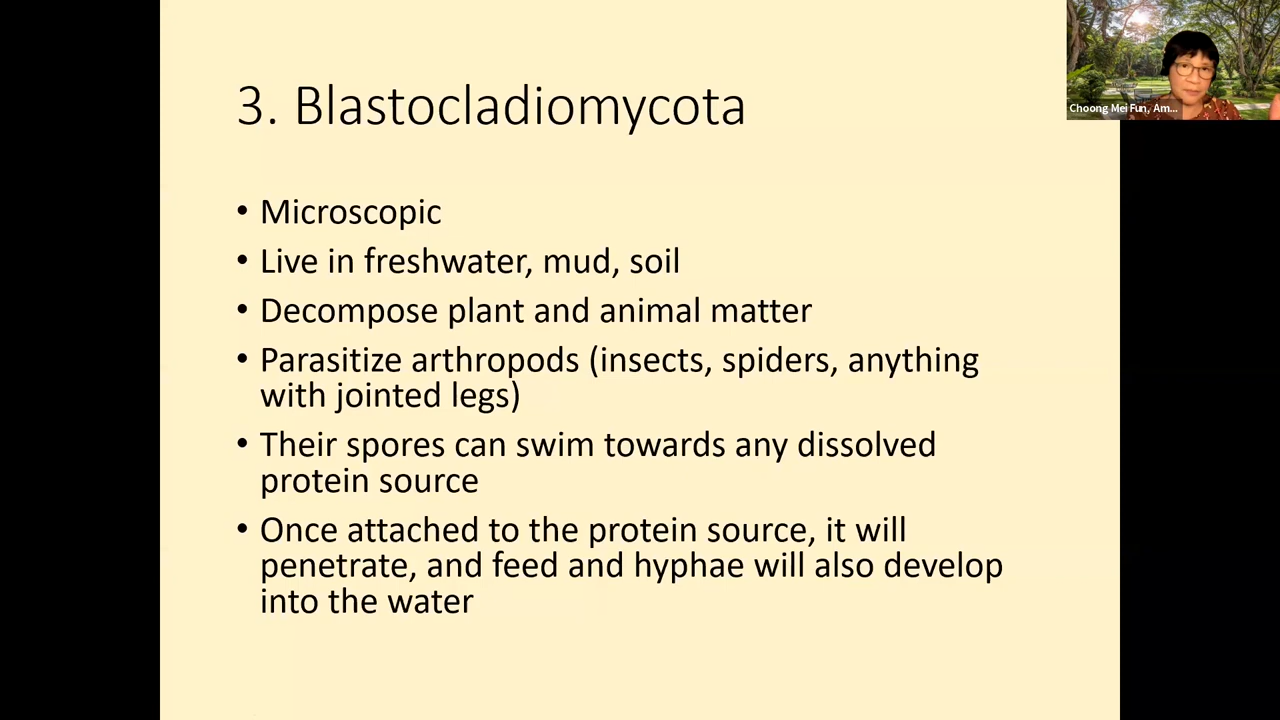 3. Blastocladiomycota
Choong Mei Fun, Am...
• Microscopic
• Live in freshwater, mud, soil
• Decompose plant and animal matter
• Parasitize arthropods (insects, spiders, anything
with jointed legs)
• Their spores can swim towards any dissolved
protein source
• Once attached to the protein source, it will
penetrate, and feed and hyphae will also develop
into the water